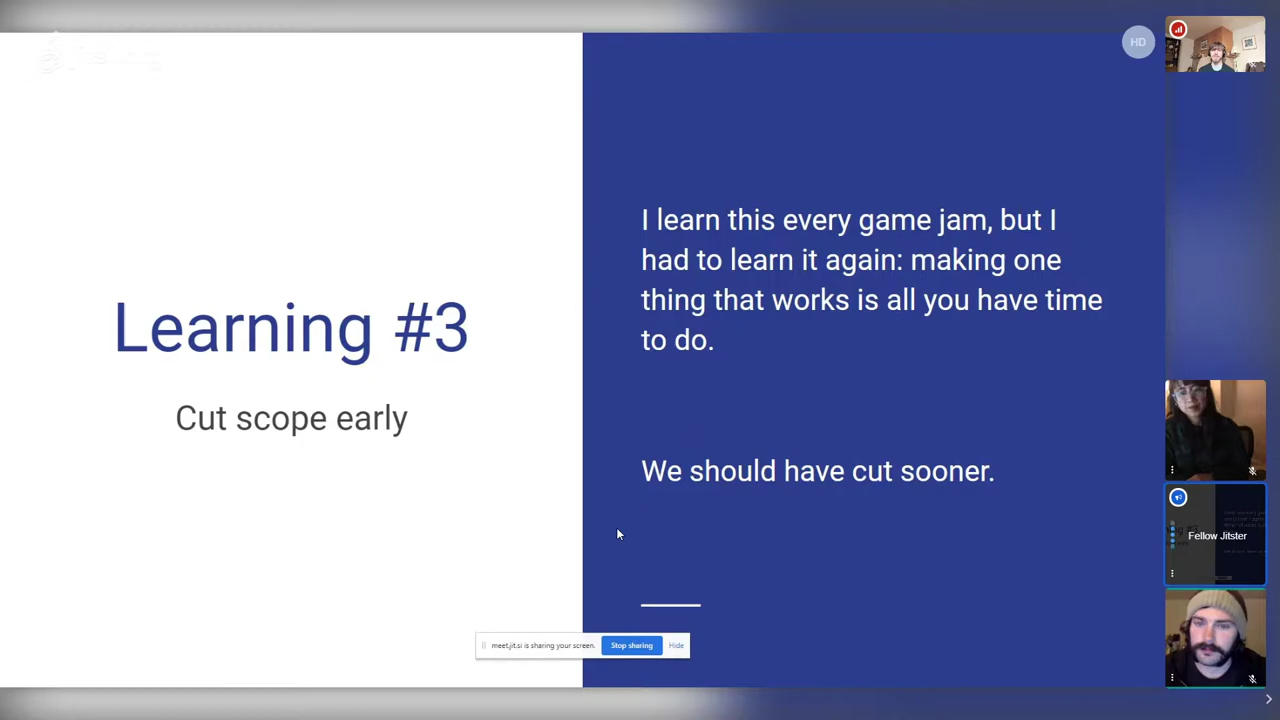 HD
Learning #3
Cut scope early
I learn this every game jam, but I
had to learn it again: making one
thing that works is all you have time
to do.
We should have cut sooner.
meet.jit.si is sharing your screen.
Stop sharing
Hide
Fellow Jitster